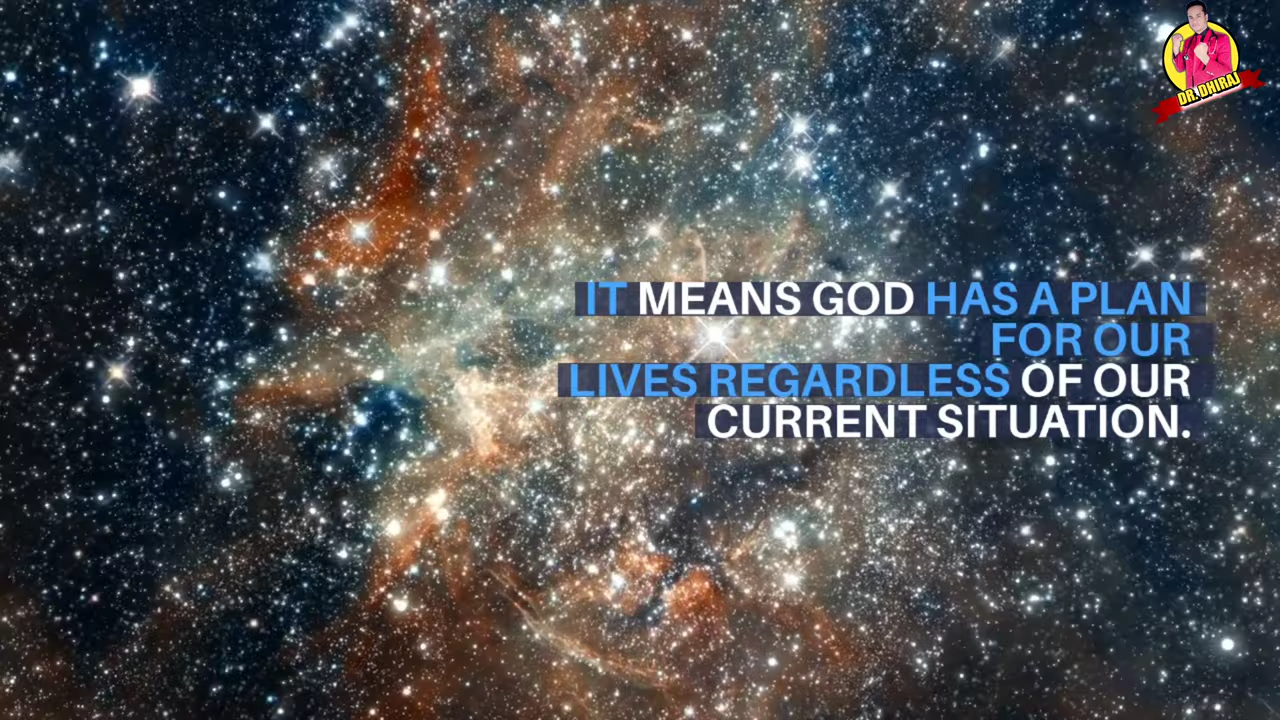 DR. DHIRAJ
IT MEANS GOD HAS A PLAN
FOR OUR
LIVES REGARDLESS OF OUR
CURRENT SITUATION.